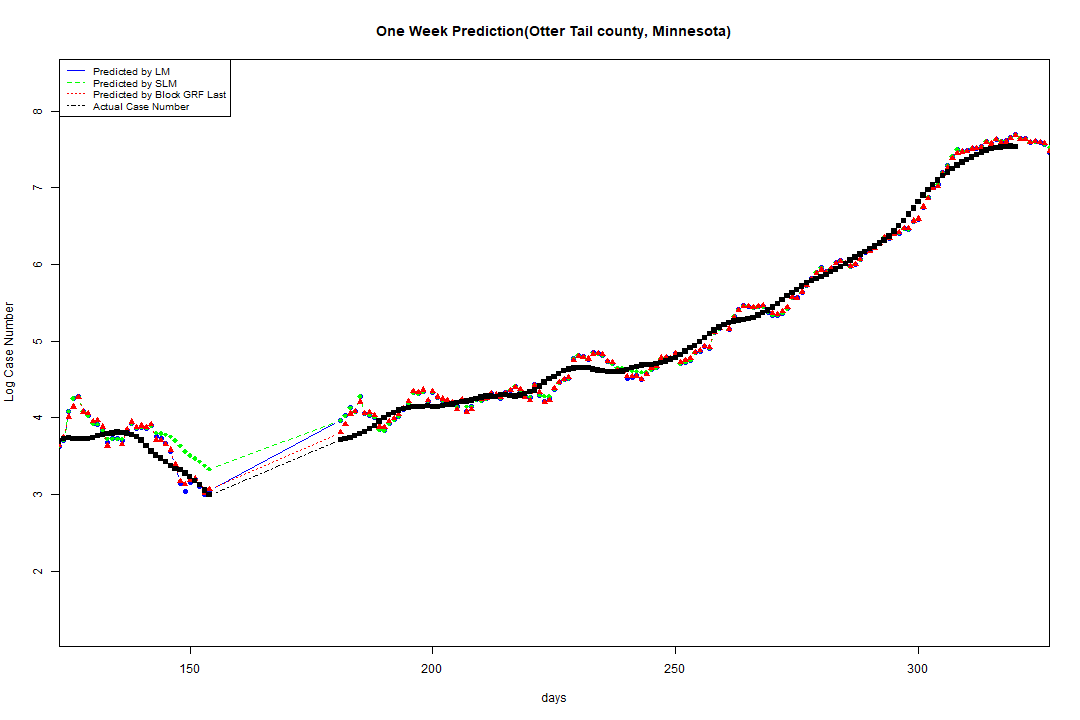 One Week Prediction(Otter Tail county, Minnesota)
Predicted by LM
Predicted by SLM
Predicted by Block GRF Last
Actual Case Number
8
7
6
5
4
3
2
Log Case Number
150
200
250
300
days